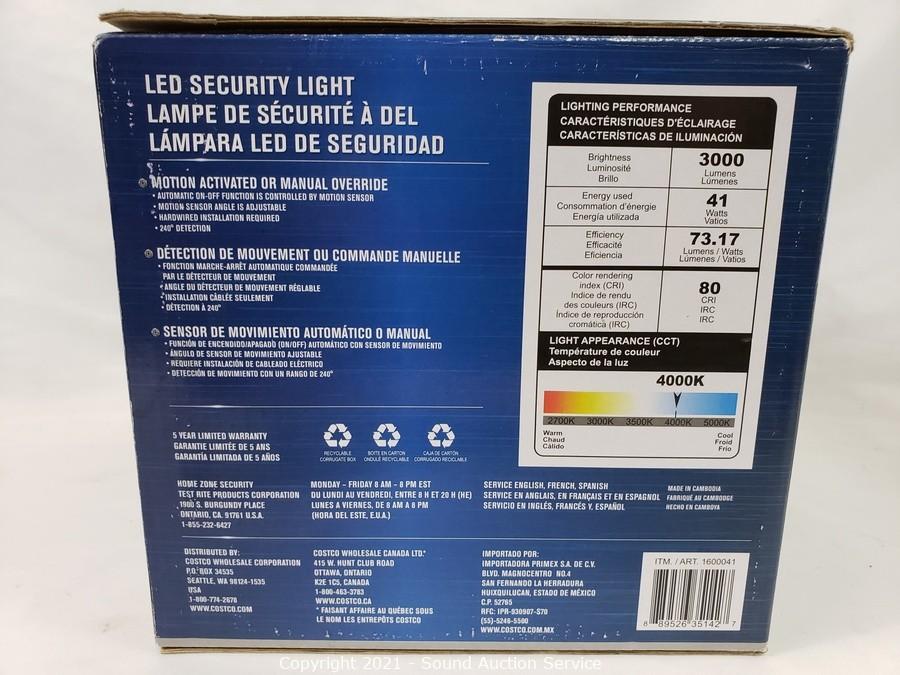 LED SECURITY LIGHT
LAMPE DE SÉCURITÉ À DEL
LÁMPARA LED DE SEGURIDAD
MOTION ACTIVATED OR MANUAL OVERRIDE
• AUTOMATIC ON-OFF FUNCTION IS CONTROLLED BY MOTION SENSOR
• MOTION SENSOR ANGLE IS ADJUSTABLE
• HARDWIRED INSTALLATION REQUIRED
• 240° DETECTION
DÉTECTION DE MOUVEMENT OU COMMANDE MANUELLE
• FONCTION MARCHE-ARRÊT AUTOMATIQUE COMMANDÉE
PAR LE DÉTECTEUR DE MOUVEMENT
• ANGLE DU DÉTECTEUR DE MOUVEMENT RÉGLABLE
• INSTALLATION CÂBLÉE SEULEMENT
• DÉTECTION À 240°
SENSOR DE MOVIMIENTO AUTOMÁTICO O MANUAL
• FUNCIÓN DE ENCENDIDO/APAGADO (ON/OFF) AUTOMÁTICO CON SENSOR DE MOVIMIENTO
• ÁNGULO DE SENSOR DE MOVIMIENTO AJUSTABLE
• REQUIERE INSTALACIÓN DE CABLEADO ELÉCTRICO
• DETECCIÓN DE MOVIMIENTO CON UN RANGO DE 240°
LIGHTING PERFORMANCE
CARACTÉRISTIQUES D'ÉCLAIRAGE
CARACTERÍSTICAS DE ILUMINACIÓN
Brightness
Luminosité
Brillo
3000
Lumens
Lúmenes
Energy used
Consommation d'énergie
Energía utilizada
41
Watts
Vatios
Efficiency
Efficacité
Eficiencia
73.17
Lumens / Watts
Lúmenes / Vatios
Color rendering
index (CRI)
Indice de rendu
des couleurs (IRC)
Índice de reproducción
cromática (IRC)
80
CRI
IRC
IRC
LIGHT APPEARANCE (CCT)
Température de couleur
Aspecto de la luz
4000K
2700K 3000K 3500K 4000K 5000K
Warm
Chaud
Cálido
Cool
Froid
Frío
5 YEAR LIMITED WARRANTY
GARANTIE LIMITÉE DE 5 ANS
GARANTÍA LIMITADA DE 5 AÑOS
RECYCLABLE
CORRUGATE BOX
BOITE EN CARTON
ONDULÉ RECYCLABLE
CAJA DE CARTON
CORRUGADO RECICLABLE
HOME ZONE SECURITY
TEST RITE PRODUCTS CORPORATION
1900 S. BURGUNDY PLACE
ONTARIO, CA. 91761 U.S.A.
1-855-232-6427
MONDAY - FRIDAY 8 AM - 8 PM EST
DU LUNDI AU VENDREDI, ENTRE 8 H ET 20 H (HE)
LUNES A VIERNES, DE 8 AM A 8 PM
(HORA DEL ESTE, E.U.A.)
SERVICE ENGLISH, FRENCH, SPANISH
SERVICE EN ANGLAIS, EN FRANÇAIS ET EN ESPAGNOL
SERVICIO EN INGLÉS, FRANCÉS Y, ESPAÑOL
MADE IN CAMBODIA
FABRIQUÉ AU CAMBODGE
HECHO EN CAMBOYA
DISTRIBUTED BY:
COSTCO WHOLESALE CORPORATION
P.O. BOX 34535
SEATTLE, WA 98124-1535
USA
1-800-774-2678
WWW.COSTCO.COM
COSTCO WHOLESALE CANADA LTD.*
415 W. HUNT CLUB ROAD
OTTAWA, ONTARIO
K2E 1C5, CANADA
1-800-463-3783
WWW.COSTCO.CA
* FAISANT AFFAIRE AU QUÉBEC SOUS
LE NOM LES ENTREPÔTS COSTCO
IMPORTADO POR:
IMPORTADORA PRIMEX S.A. DE C.V.
BLVD. MAGNOCENTRO NO.4
SAN FERNANDO LA HERRADURA
HUIXQUILUCAN, ESTADO DE MÉXICO
C.P. 52765
RFC: IPR-930907-S70
(55)-5246-5500
WWW.COSTCO.COM.MX
ITM. / ART. 1600041
8 89526 35142 7
Copyright 2021 - Sound Auction Service